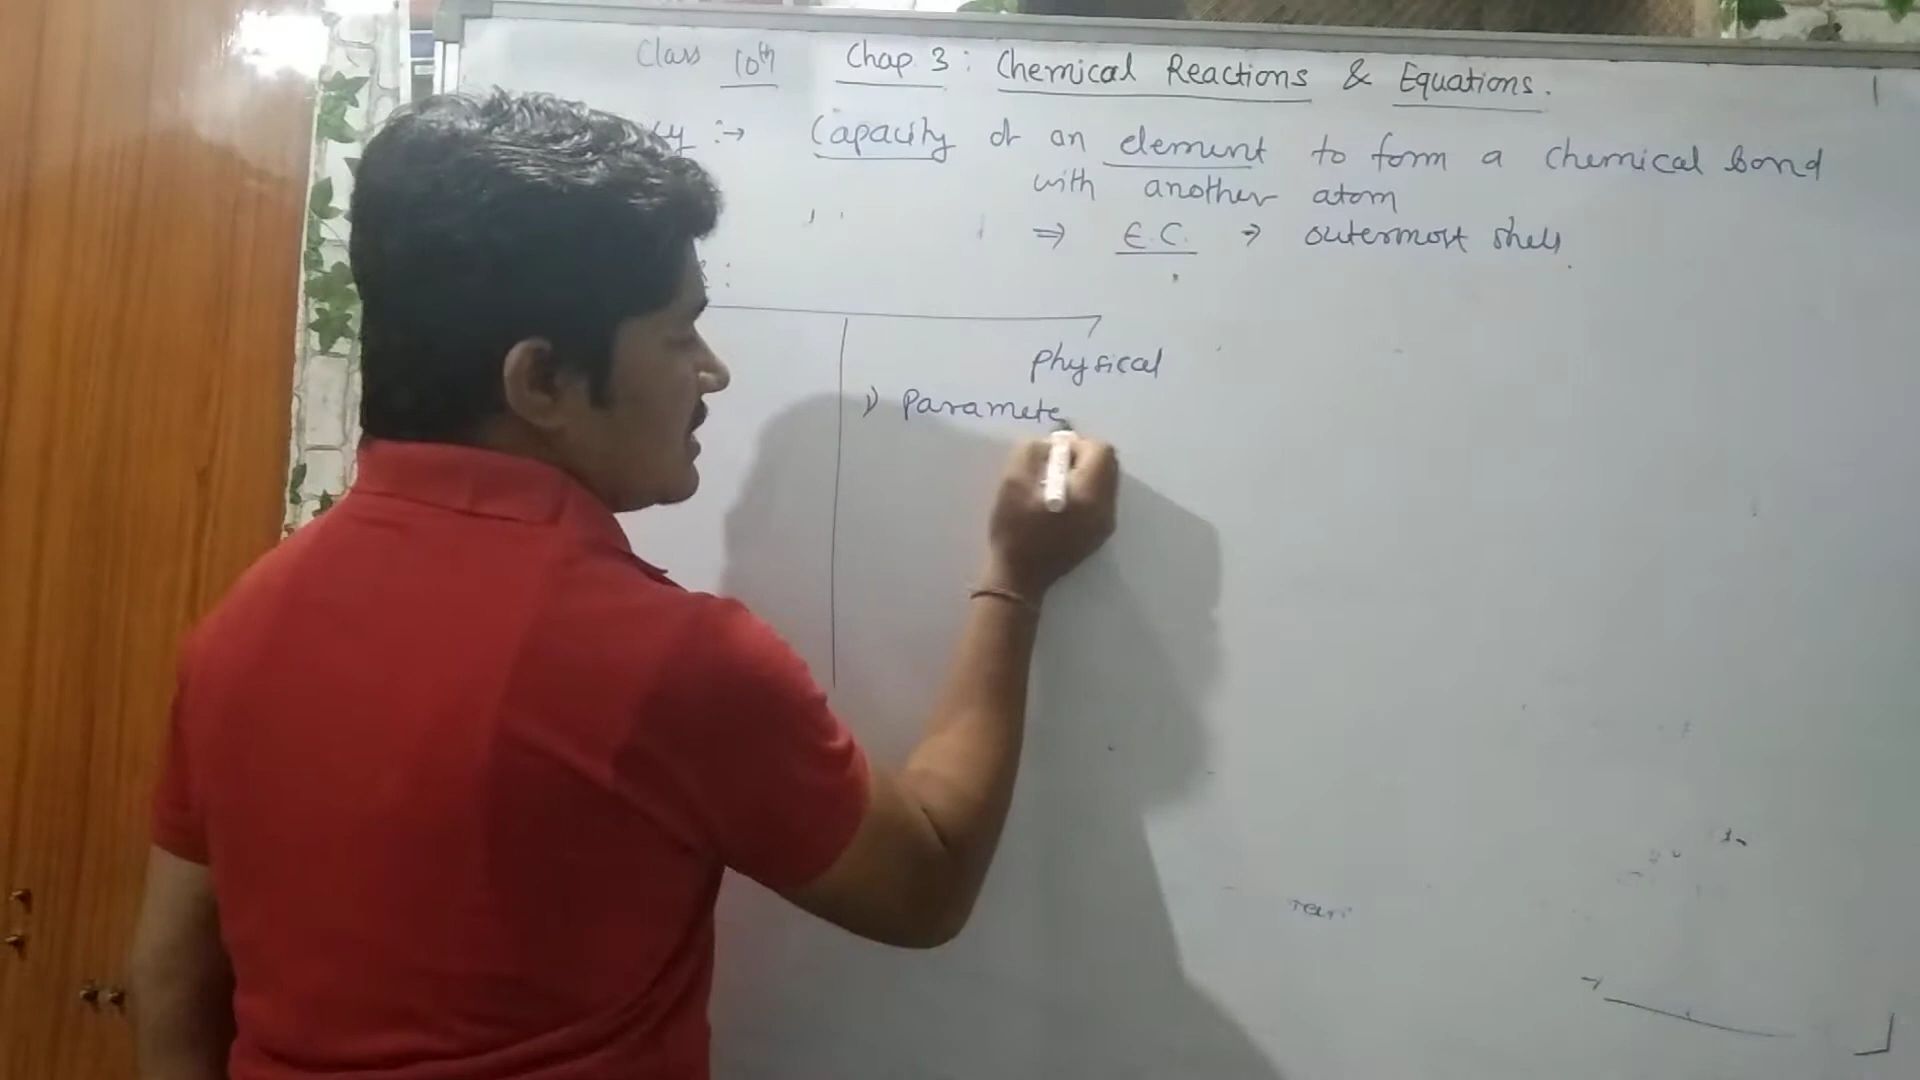 Class 10th Chap 3: Chemical Reactions & Equations.
:→ Capacity of an element to form a chemical bond
with another atom
⇒ E.C. → outermost shell.
:
Physical
1) Paramete